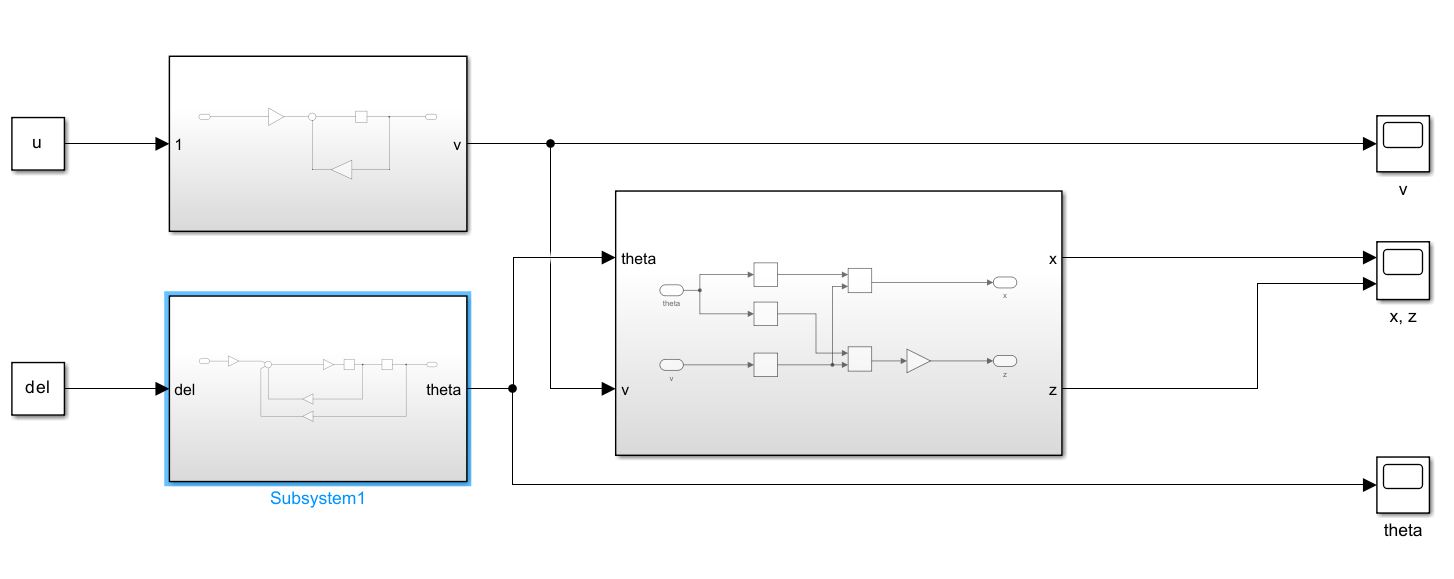 u
1
v
v
theta
x
theta
x
v
z
v
z
x, z
del
del
theta
Subsystem1
theta